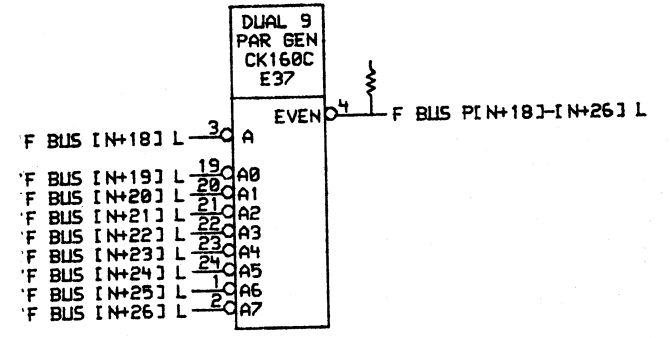 DUAL 9
PAR GEN
CK160C
E37
EVEN 4 F BUS P[N+18]-[N+26] L
F BUS [N+18] L 3 A
F BUS [N+19] L 19 A0
F BUS [N+20] L 20 A1
F BUS [N+21] L 21 A2
F BUS [N+22] L 22 A3
F BUS [N+23] L 23 A4
F BUS [N+24] L 24 A5
F BUS [N+25] L 1 A6
F BUS [N+26] L 2 A7